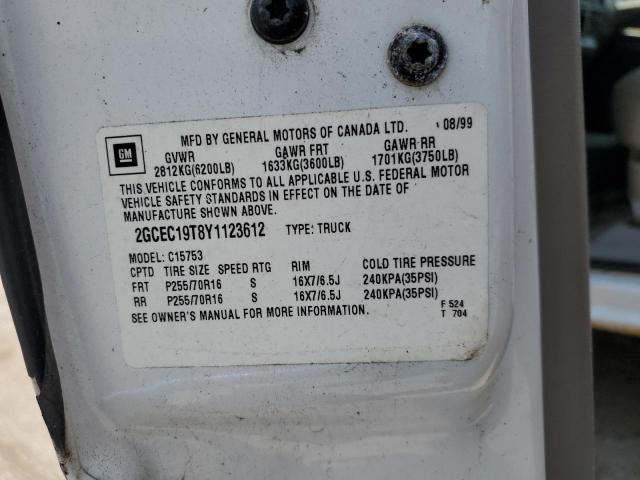 MFD BY GENERAL MOTORS OF CANADA LTD. 08/99
GM
GVWR GAWR FRT GAWR RR
2812KG(6200LB) 1633KG(3600LB) 1701KG(3750LB)
THIS VEHICLE CONFORMS TO ALL APPLICABLE U.S. FEDERAL MOTOR
VEHICLE SAFETY STANDARDS IN EFFECT ON THE DATE OF
MANUFACTURE SHOWN ABOVE.
2GCEC19T8Y1123612 TYPE: TRUCK
MODEL: C15753
CPTD TIRE SIZE SPEED RTG RIM COLD TIRE PRESSURE
FRT P255/70R16 S 16X7/6.5J 240KPA(35PSI)
RR P255/70R16 S 16X7/6.5J 240KPA(35PSI)
SEE OWNER'S MANUAL FOR MORE INFORMATION. F 524
T 704